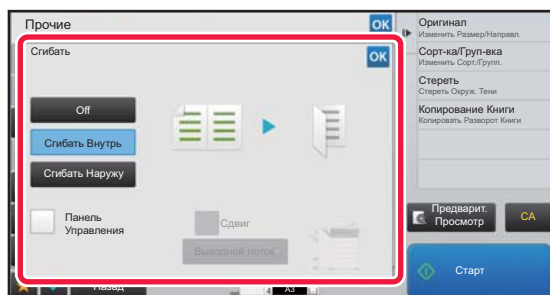 Прочие
OK
Сгибать
OK
Off
Сгибать Внутрь
Сгибать Наружу
Панель
Управления
Сдвиг
Выводной лоток
Назад
4
A3
Оригинал
Изменить Размер/Направл.
Сорт-ка/Груп-вка
Изменить Сорт./Групп.
Стереть
Стереть Окруж. Тени
Копирование Книги
Копировать Разворот Книги
Предварит.
Просмотр
CA
Старт